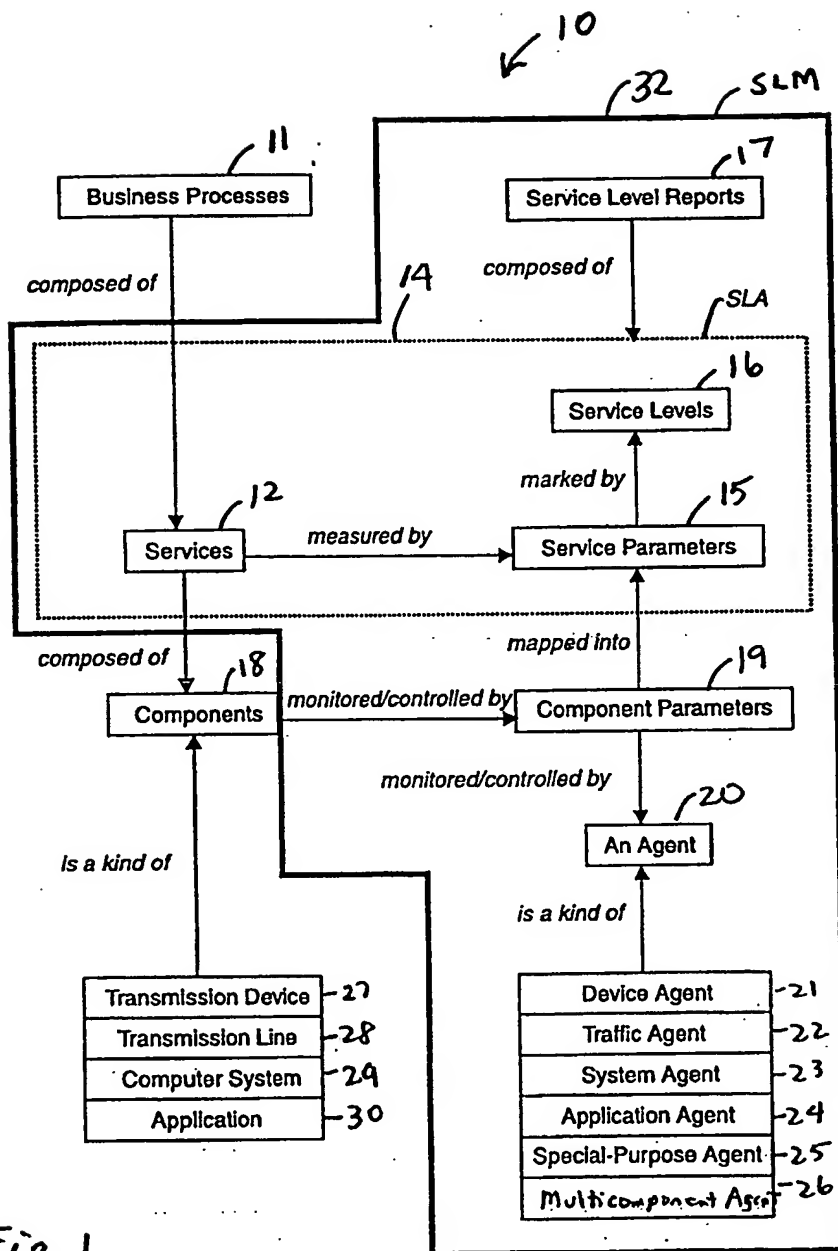 10
32 SLM
11
17
Business Processes
Service Level Reports
composed of
composed of
14
SLA
16
Service Levels
marked by
12
15
Services
measured by
Service Parameters
composed of
mapped into
18
19
Components
monitored/controlled by
Component Parameters
monitored/controlled by
20
An Agent
is a kind of
is a kind of
Transmission Device 27
Transmission Line 28
Computer System 29
Application 30
Device Agent 21
Traffic Agent 22
System Agent 23
Application Agent 24
Special-Purpose Agent 25
Multicomponent Agent 26
Fig. 1